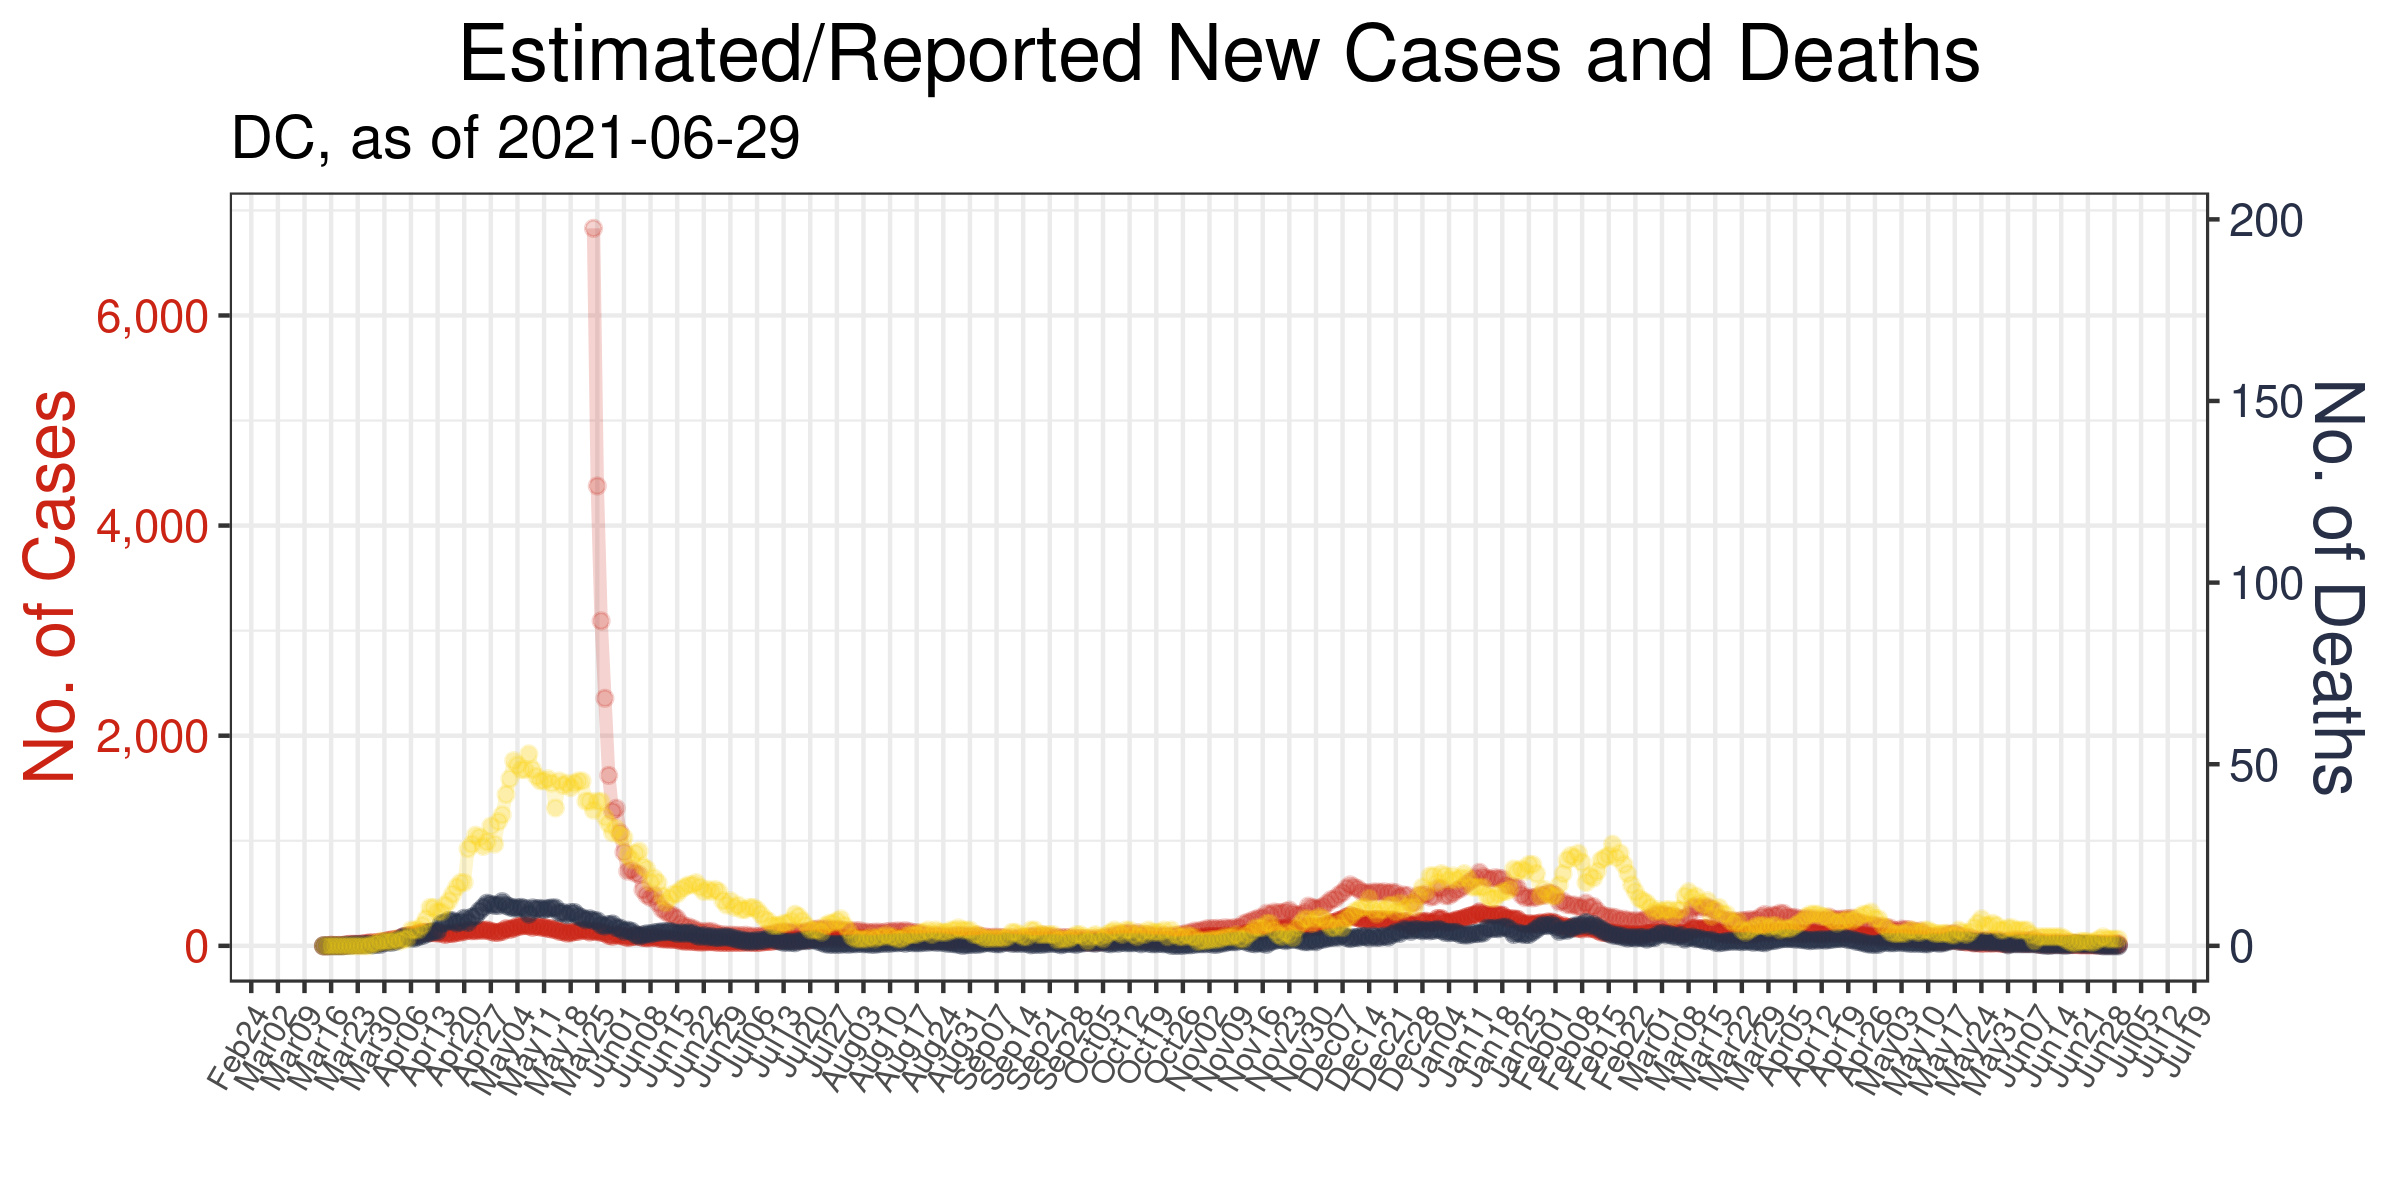 Estimated/Reported New Cases and Deaths
DC, as of 2021-06-29
No. of Cases
6,000
4,000
2,000
0
200
150
100
50
0
No. of Deaths
Feb24
Mar02
Mar09
Mar16
Mar23
Mar30
Apr06
Apr13
Apr20
Apr27
May04
May11
May18
May25
Jun01
Jun08
Jun15
Jun22
Jun29
Jul06
Jul13
Jul20
Jul27
Aug03
Aug10
Aug17
Aug24
Aug31
Sep07
Sep14
Sep21
Sep28
Oct05
Oct12
Oct19
Oct26
Nov02
Nov09
Nov16
Nov23
Nov30
Dec07
Dec14
Dec21
Dec28
Jan04
Jan11
Jan18
Jan25
Feb01
Feb08
Feb15
Feb22
Mar01
Mar08
Mar15
Mar22
Mar29
Apr05
Apr12
Apr19
Apr26
May03
May10
May17
May24
May31
Jun07
Jun14
Jun21
Jun28
Jul05
Jul12
Jul19